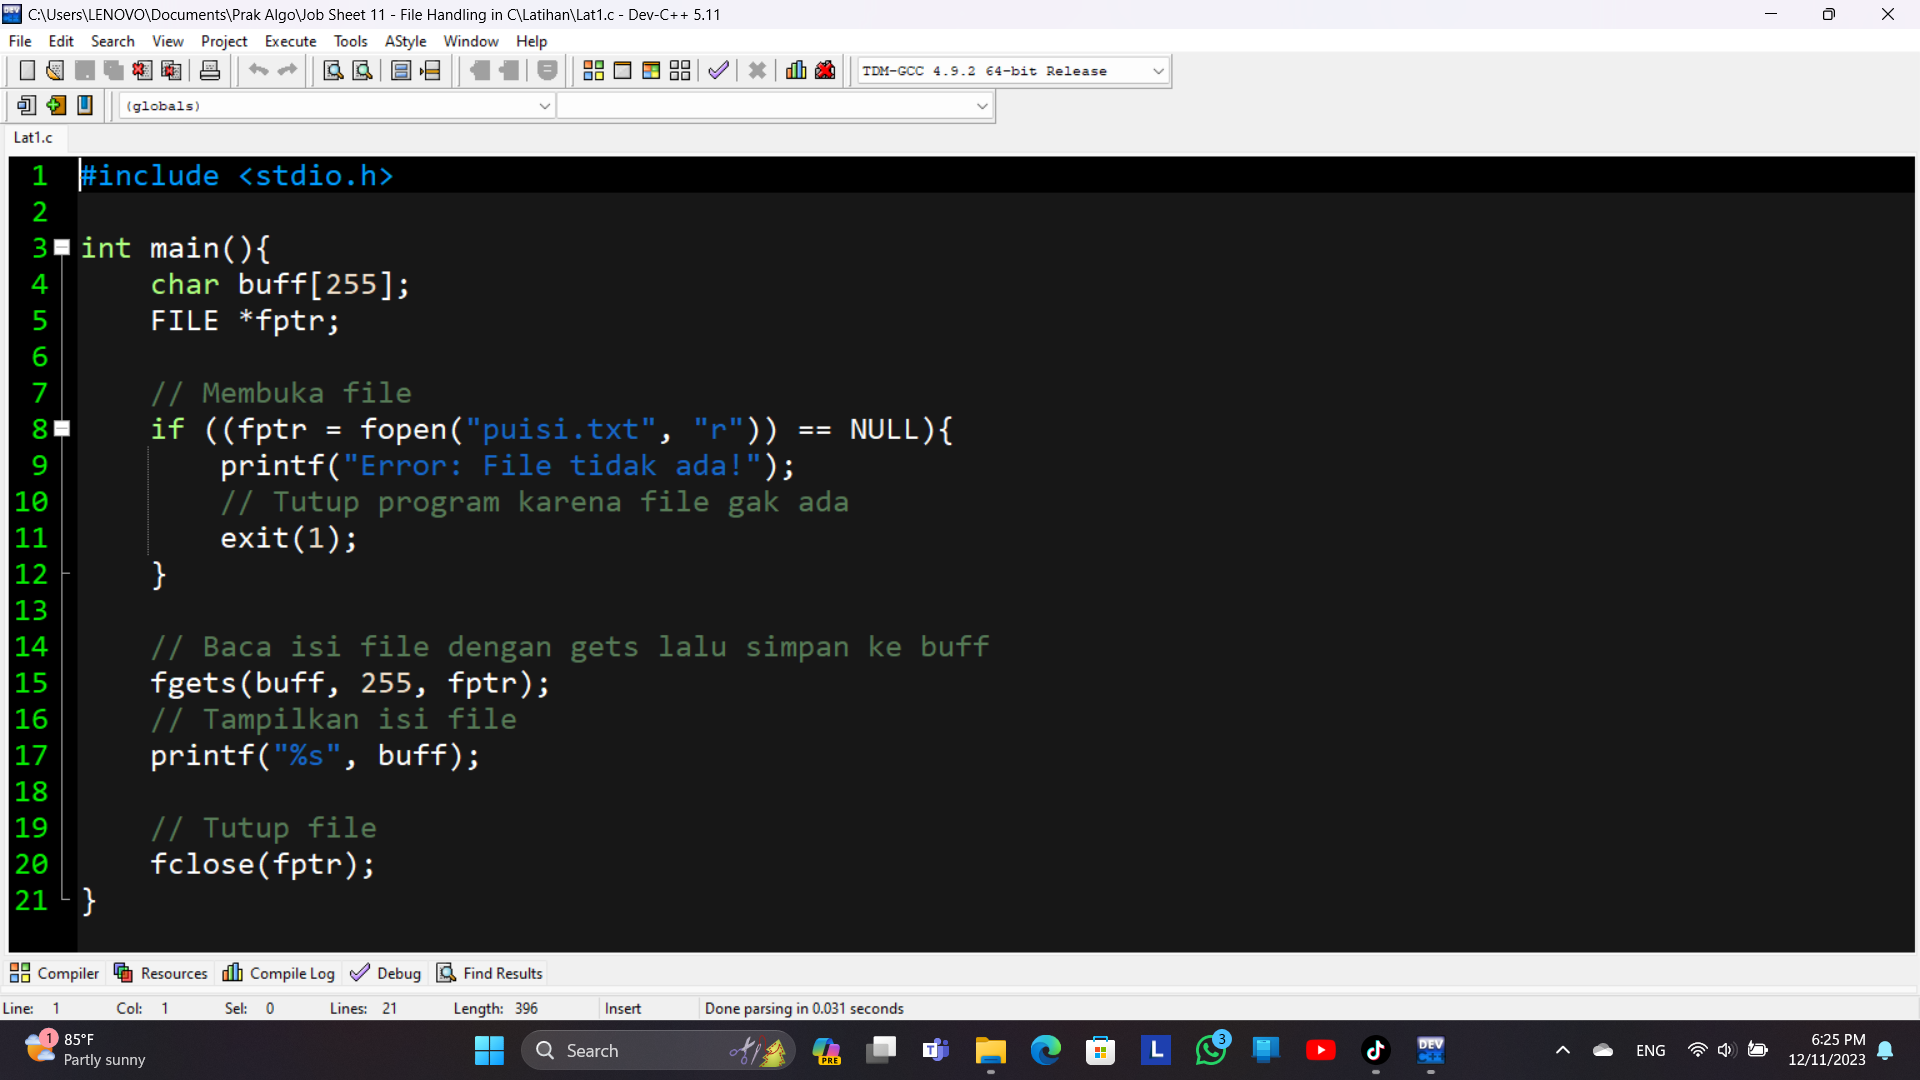 C:\Users\LENOVO\Documents\Prak Algo\Job Sheet 11 - File Handling in C\Latihan\Lat1.c - Dev-C++ 5.11
File Edit Search View Project Execute Tools AStyle Window Help
TDM-GCC 4.9.2 64-bit Release
(globals)
Lat1.c
1 #include <stdio.h>
2
3 int main(){
4 char buff[255];
5 FILE *fptr;
6
7 // Membuka file
8 if ((fptr = fopen("puisi.txt", "r")) == NULL){
9 printf("Error: File tidak ada!");
10 // Tutup program karena file gak ada
11 exit(1);
12 }
13
14 // Baca isi file dengan gets lalu simpan ke buff
15 fgets(buff, 255, fptr);
16 // Tampilkan isi file
17 printf("%s", buff);
18
19 // Tutup file
20 fclose(fptr);
21 }
Compiler Resources Compile Log Debug Find Results
Line: 1 Col: 1 Sel: 0 Lines: 21 Length: 396 Insert Done parsing in 0.031 seconds
1 85°F
Partly sunny
Search
PRE
T
L
3
DEV
C++
ENG
6:25 PM
12/11/2023